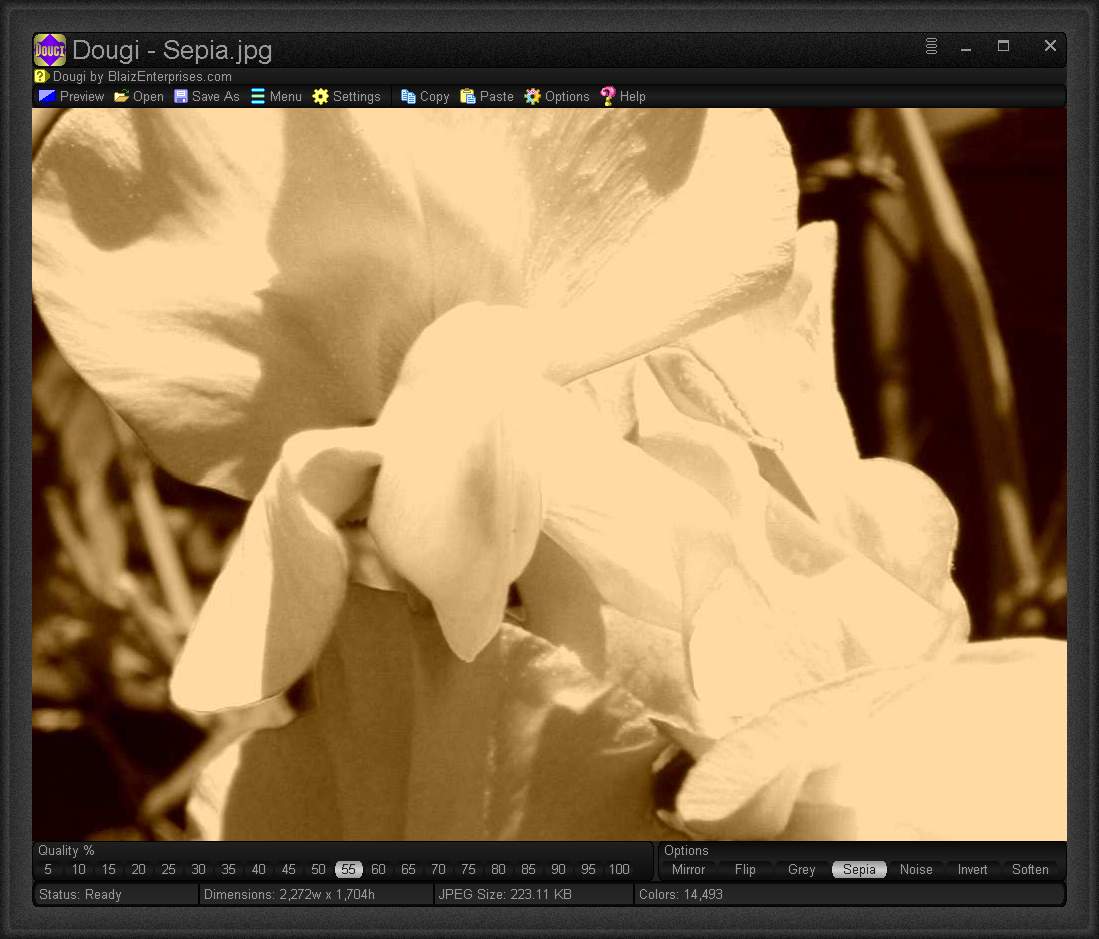 DOUGI Dougi - Sepia.jpg
? Dougi by BlaizEnterprises.com
Preview Open Save As Menu Settings Copy Paste Options Help
Quality % Options
5 10 15 20 25 30 35 40 45 50 55 60 65 70 75 80 85 90 95 100 Mirror Flip Grey Sepia Noise Invert Soften
Status: Ready Dimensions: 2,272w x 1,704h JPEG Size: 223.11 KB Colors: 14,493